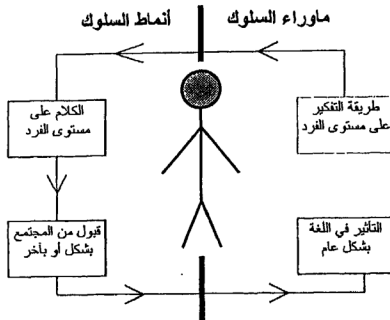 ماوراء السلوك
أنماط السلوك
طريقة التفكير
على مستوى الفرد
الكلام على
مستوى الفرد
قبول من المجتمع
بشكل أو بآخر
التأثير في اللغة
بشكل عام